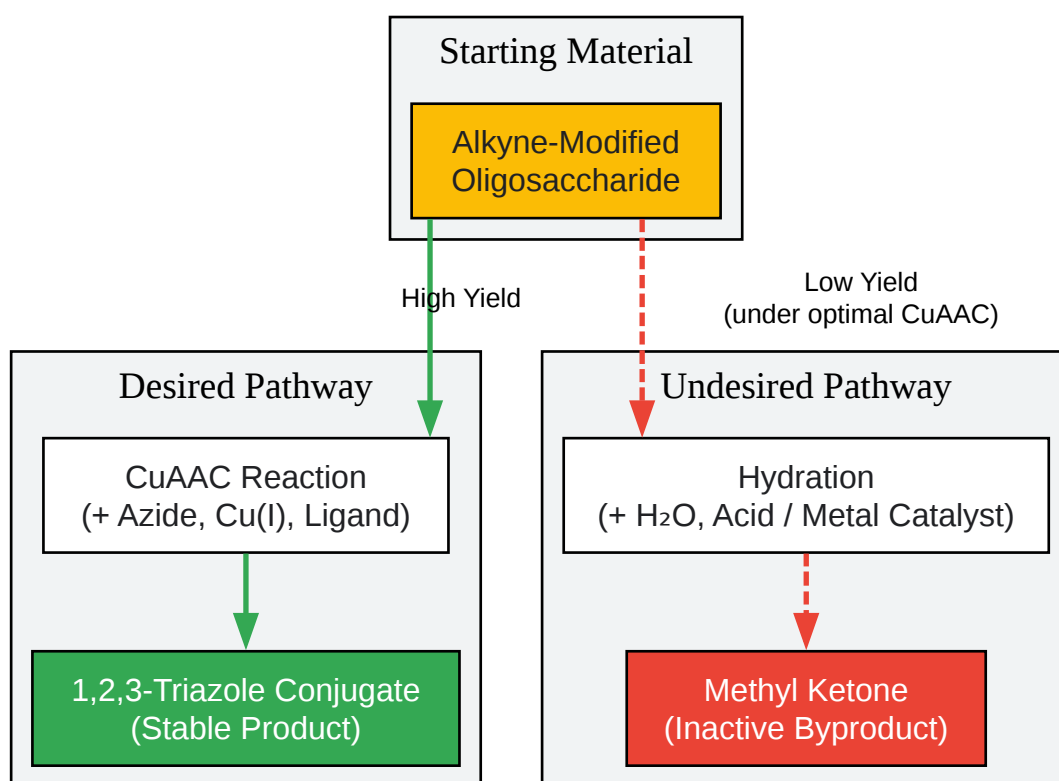 Starting Material
Alkyne-Modified
Oligosaccharide
High Yield
Low Yield
(under optimal CuAAC)
Desired Pathway
CuAAC Reaction
(+ Azide, Cu(I), Ligand)
1,2,3-Triazole Conjugate
(Stable Product)
Undesired Pathway
Hydration
(+ H₂O, Acid / Metal Catalyst)
Methyl Ketone
(Inactive Byproduct)